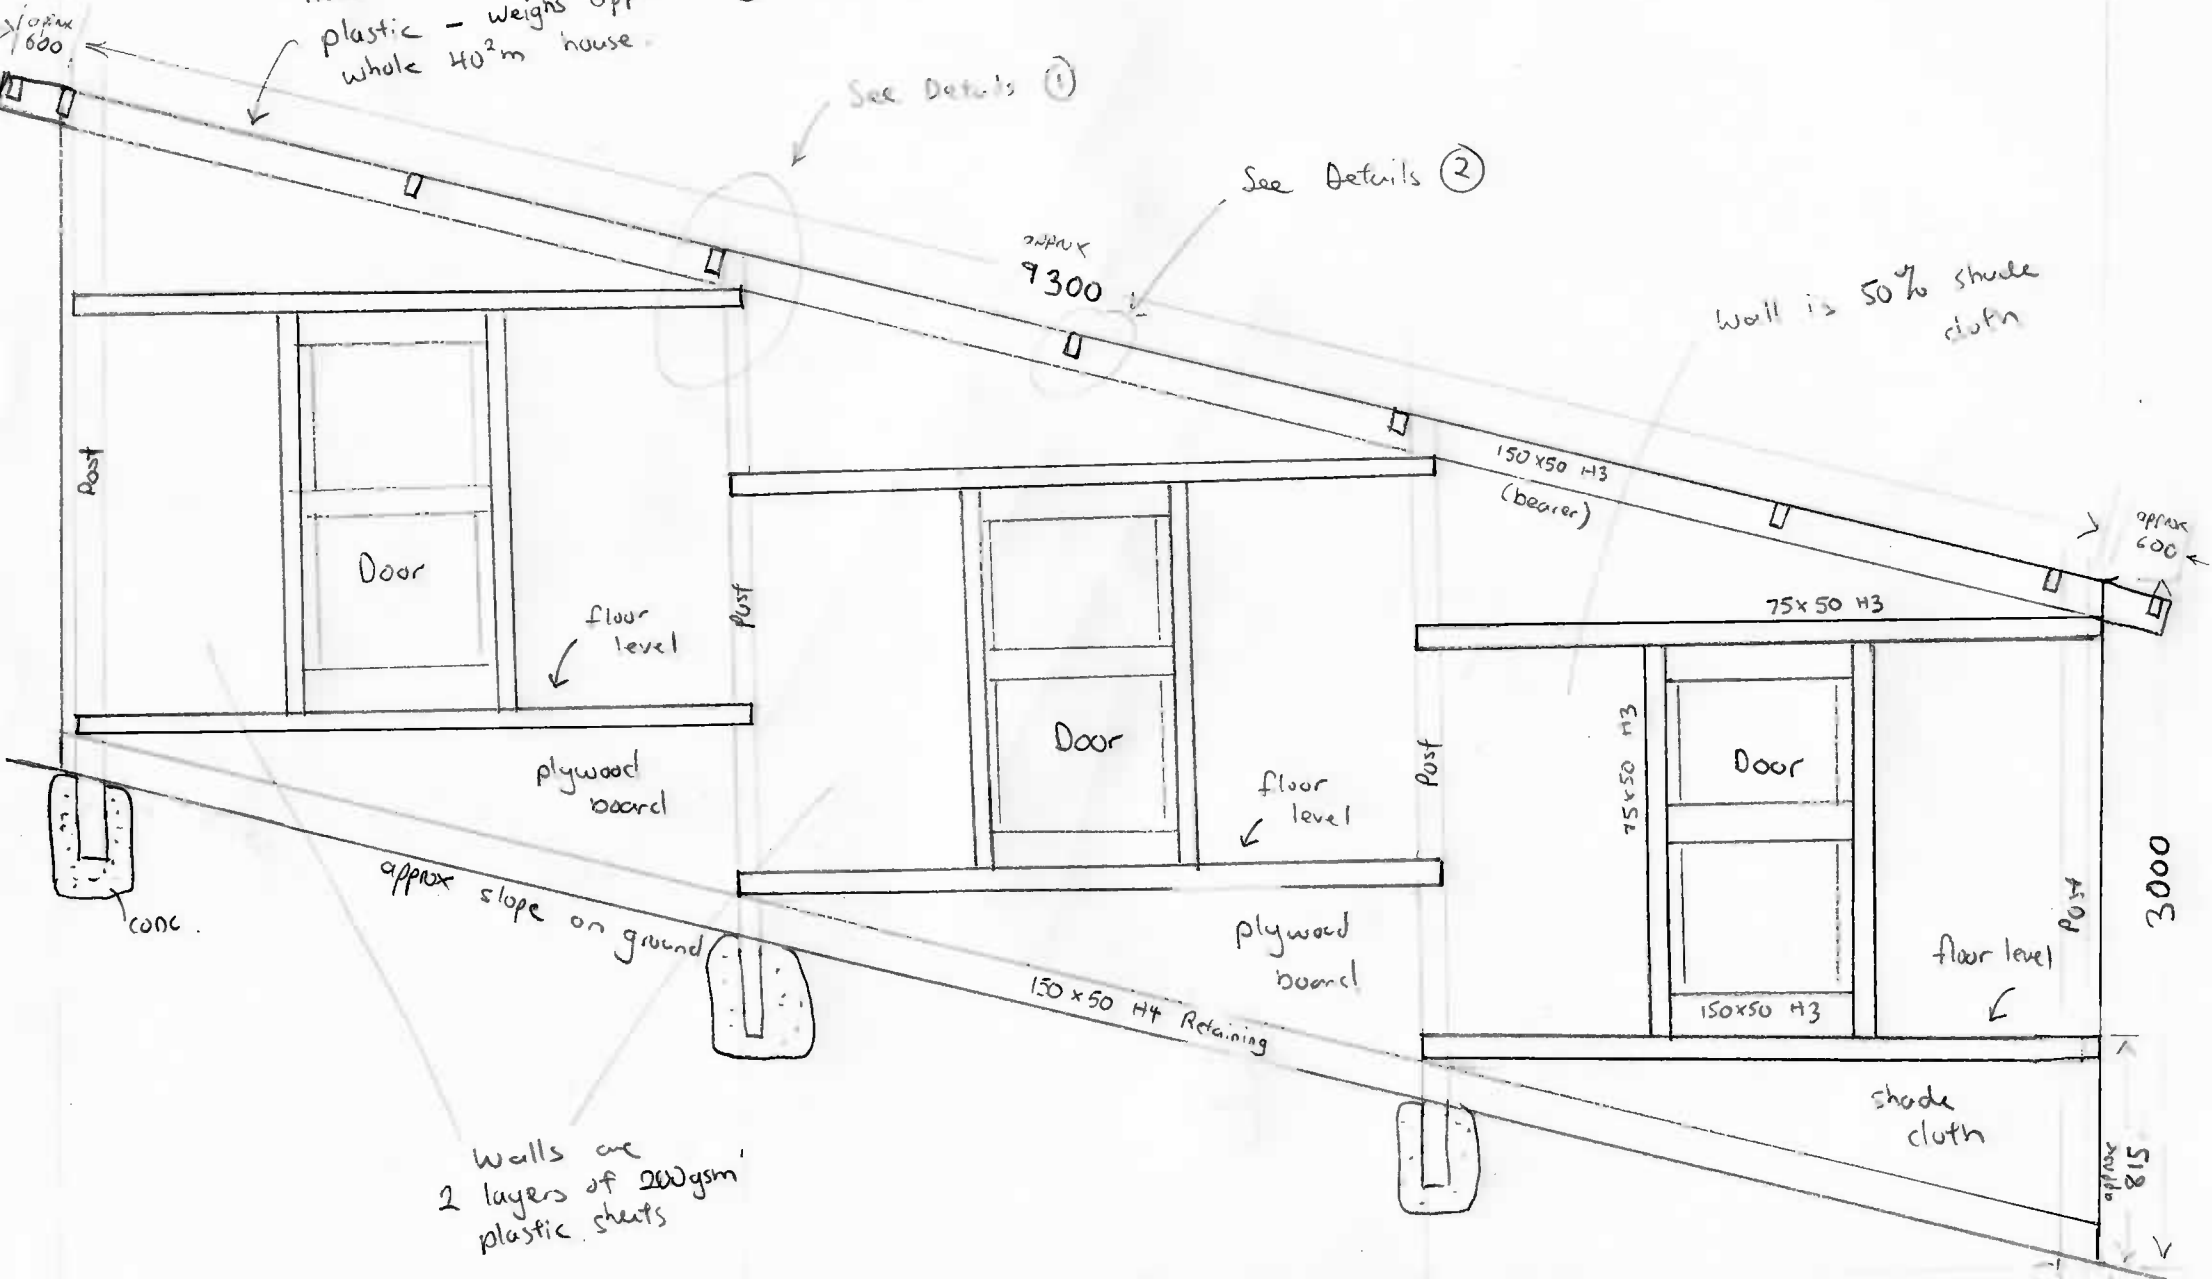 approx
600
plastic - weighs
whole 40²m house.
See Details ①
See Details ②
approx
9300
Wall is 50% shade
cloth
150x50 H3
(bearer)
approx
600
Post
Door
floor
level
Post
75x50 H3
Door
floor
level
Post
75x50 H3
Door
150x50 H3
floor level
Post
3000
plywood
board
plywood
board
conc.
approx slope on ground
150x50 H4 Retaining
shade
cloth
approx
815
Walls are
2 layers of 200gsm
plastic sheets